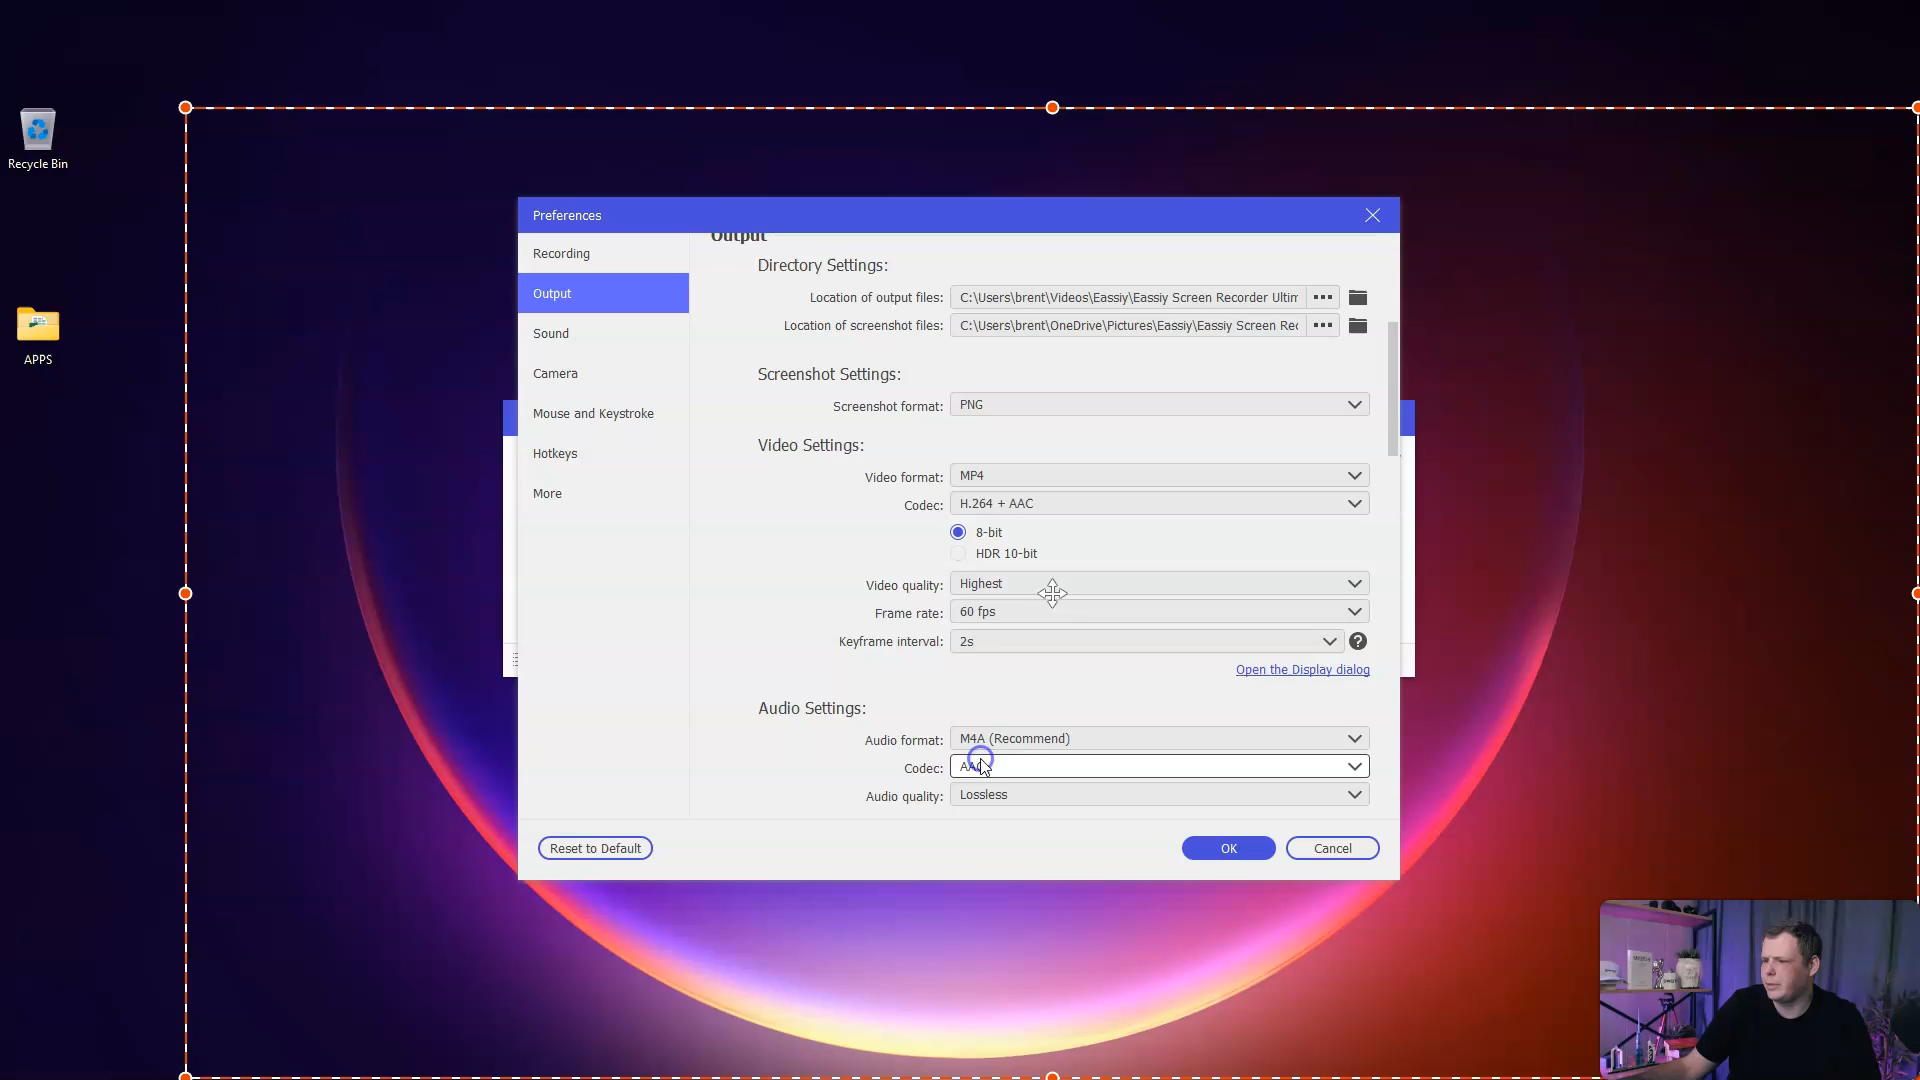 Recycle Bin
APPS
Preferences
Recording
Output
Sound
Camera
Mouse and Keystroke
Hotkeys
More
Output
Directory Settings:
Location of output files: C:\Users\brent\Videos\Eassiy\Eassiy Screen Recorder Ultim
Location of screenshot files: C:\Users\brent\OneDrive\Pictures\Eassiy\Eassiy Screen Rec
Screenshot Settings:
Screenshot format: PNG
Video Settings:
Video format: MP4
Codec: H.264 + AAC
8-bit
HDR 10-bit
Video quality: Highest
Frame rate: 60 fps
Keyframe interval: 2s
Open the Display dialog
Audio Settings:
Audio format: M4A (Recommend)
Codec: AAC
Audio quality: Lossless
Reset to Default
OK
Cancel